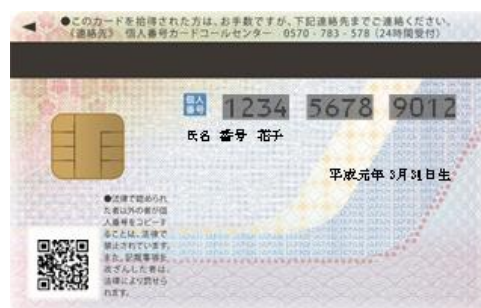 ●このカードを拾得された方は、お手数ですが、下記連絡先までご連絡ください。
《連絡先》 個人番号カードコールセンター 0570-783-578 (24時間受付)
個人番号 1234 5678 9012
氏名 番号 花子
平成元年 3月31日生
●法律で認められ
た者以外の者が個
人番号をコピーす
ることは、法律で
禁止されています。
また、記載事項を
改ざんした者は、
法律により罰せら
れます。